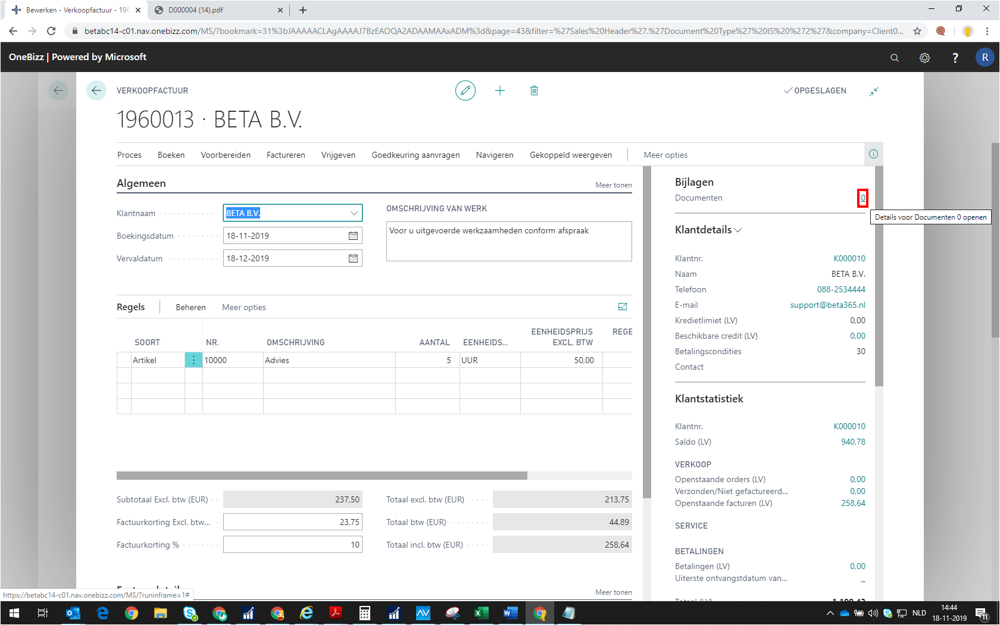 Bewerken - Verkoopfactuur - 196
D000004 (14).pdf
betabc14-c01.nav.onebizz.com/MS/?bookmark=31%3bJAAAAACLAgAAAAJ7BzEAOQA2ADAAMAAxADM%3d&page=43&filter=%27Sales%20Header%27.%27Document%20Type%27%20IS%20%272%27&company=Client0...
OneBizz | Powered by Microsoft
?
R
VERKOOPFACTUUR
OPGESLAGEN
1960013 · BETA B.V.
Proces Boeken Voorbereiden Factureren Vrijgeven Goedkeuring aanvragen Navigeren Gekoppeld weergeven Meer opties
Algemeen
Meer tonen
Klantnaam BETA B.V.
Boekingsdatum 18-11-2019
Vervaldatum 18-12-2019
OMSCHRIJVING VAN WERK
Voor u uitgevoerde werkzaamheden conform afspraak
Regels Beheren Meer opties
SOORT NR. OMSCHRIJVING AANTAL EENHEIDS... EENHEIDSPRIJS EXCL. BTW REGE
Artikel 10000 Advies 5 UUR 50,00
Subtotaal Excl. btw (EUR) 237,50
Factuurkorting Excl. btw... 23,75
Factuurkorting % 10
Totaal excl. btw (EUR) 213,75
Totaal btw (EUR) 44,89
Totaal incl. btw (EUR) 258,64
Meer tonen
Bijlagen
Documenten 0
Details voor Documenten 0 openen
Klantdetails
Klantnr. K000010
Naam BETA B.V.
Telefoon 088-2534444
E-mail support@beta365.nl
Kredietlimiet (LV) 0,00
Beschikbare credit (LV) 0,00
Betalingscondities 30
Contact
Klantstatistiek
Klantnr. K000010
Saldo (LV) 940,78
VERKOOP
Openstaande orders (LV) 0,00
Verzonden/Niet gefactureerd... 0,00
Openstaande facturen (LV) 258,64
SERVICE
BETALINGEN
Betalingen (LV) 0,00
Uiterste ontvangstdatum van... _
https://betabc14-c01.nav.onebizz.com/MS/?runinframe=1#
NLD
14:44
18-11-2019
11